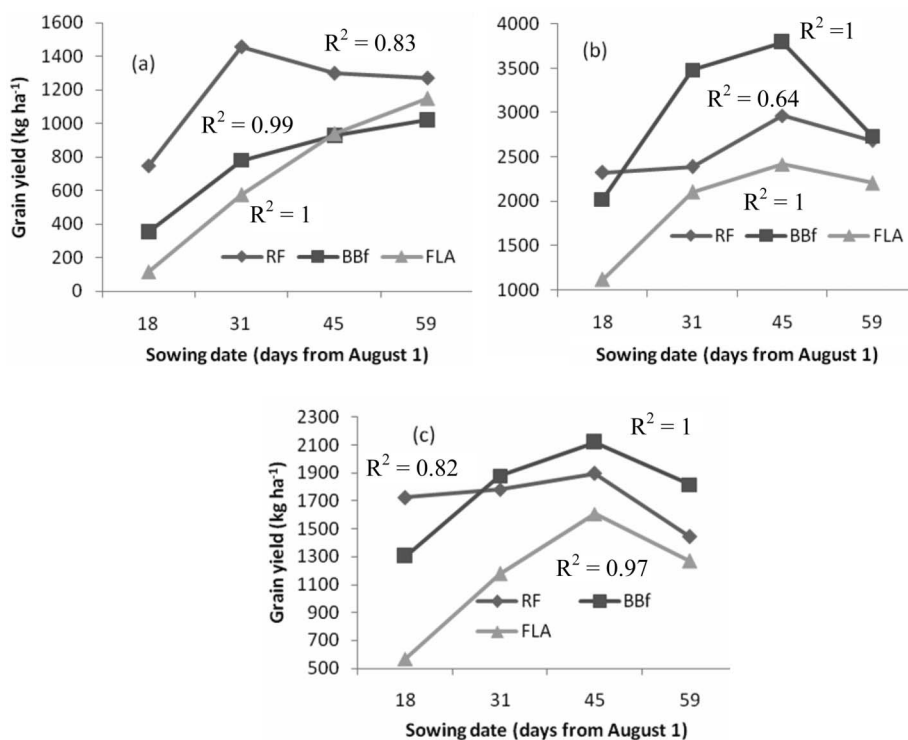 (a)
Grain yield (kg ha⁻¹)
1600
1400
1200
1000
800
600
400
200
0
R² = 0.83
R² = 0.99
R² = 1
RF BBf FLA
18 31 45 59
Sowing date (days from August 1)
(b)
4000
3500
3000
2500
2000
1500
1000
R² =1
R² = 0.64
R² = 1
RF BBf FLA
18 31 45 59
Sowing date (days from August 1)
(c)
Grain yield (kg ha⁻¹)
2300
2100
1900
1700
1500
1300
1100
900
700
500
R² = 1
R² = 0.82
R² = 0.97
RF BBf
FLA
18 31 45 59
Sowing date (days from August 1)